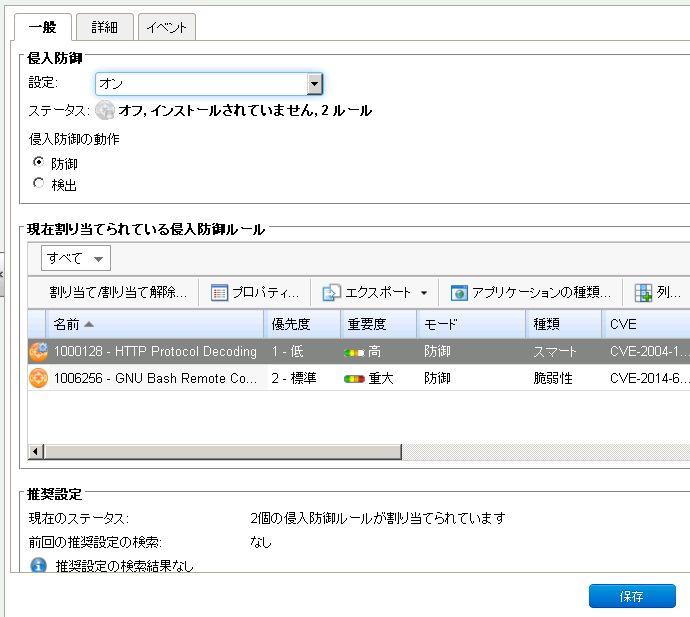 一般 詳細 イベント
侵入防御
設定: オン
ステータス: オフ, インストールされていません, 2 ルール
侵入防御の動作
防御
検出
現在割り当てられている侵入防御ルール
すべて
割り当て/割り当て解除... プロパティ... エクスポート アプリケーションの種類... 列...
名前 優先度 重要度 モード 種類 CVE
1000128 - HTTP Protocol Decoding 1 - 低 高 防御 スマート CVE-2004-1...
1006256 - GNU Bash Remote Co... 2 - 標準 重大 防御 脆弱性 CVE-2014-6...
推奨設定
現在のステータス: 2個の侵入防御ルールが割り当てられています
前回の推奨設定の検索: なし
推奨設定の検索結果なし
保存